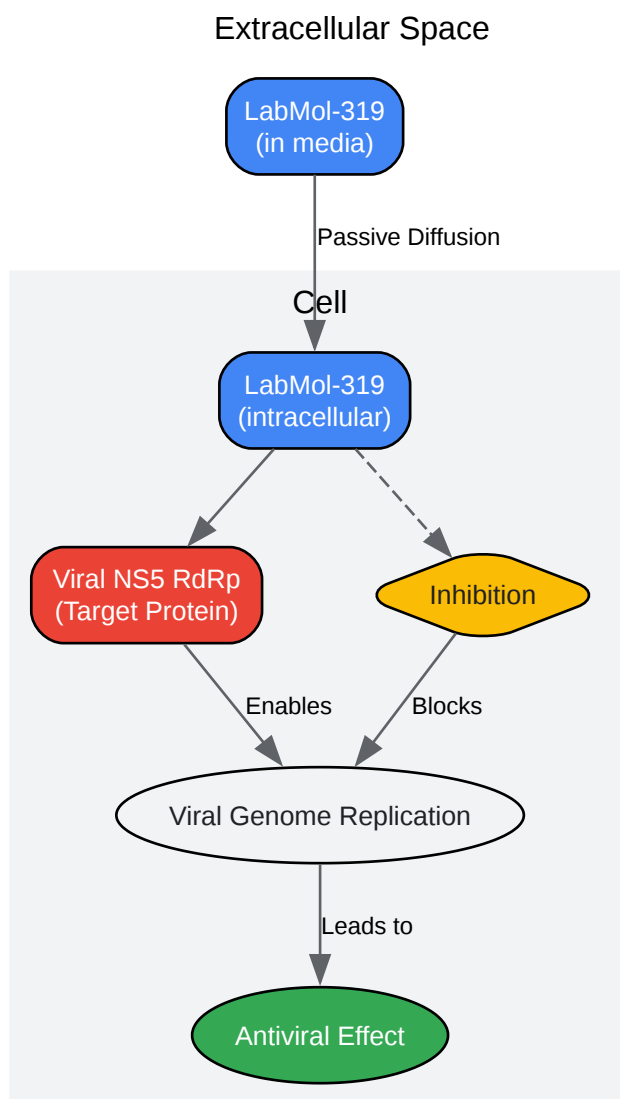 Extracellular Space
LabMol-319
(in media)
Passive Diffusion
Cell
LabMol-319
(intracellular)
Viral NS5 RdRp
(Target Protein)
Inhibition
Enables
Blocks
Viral Genome Replication
Leads to
Antiviral Effect